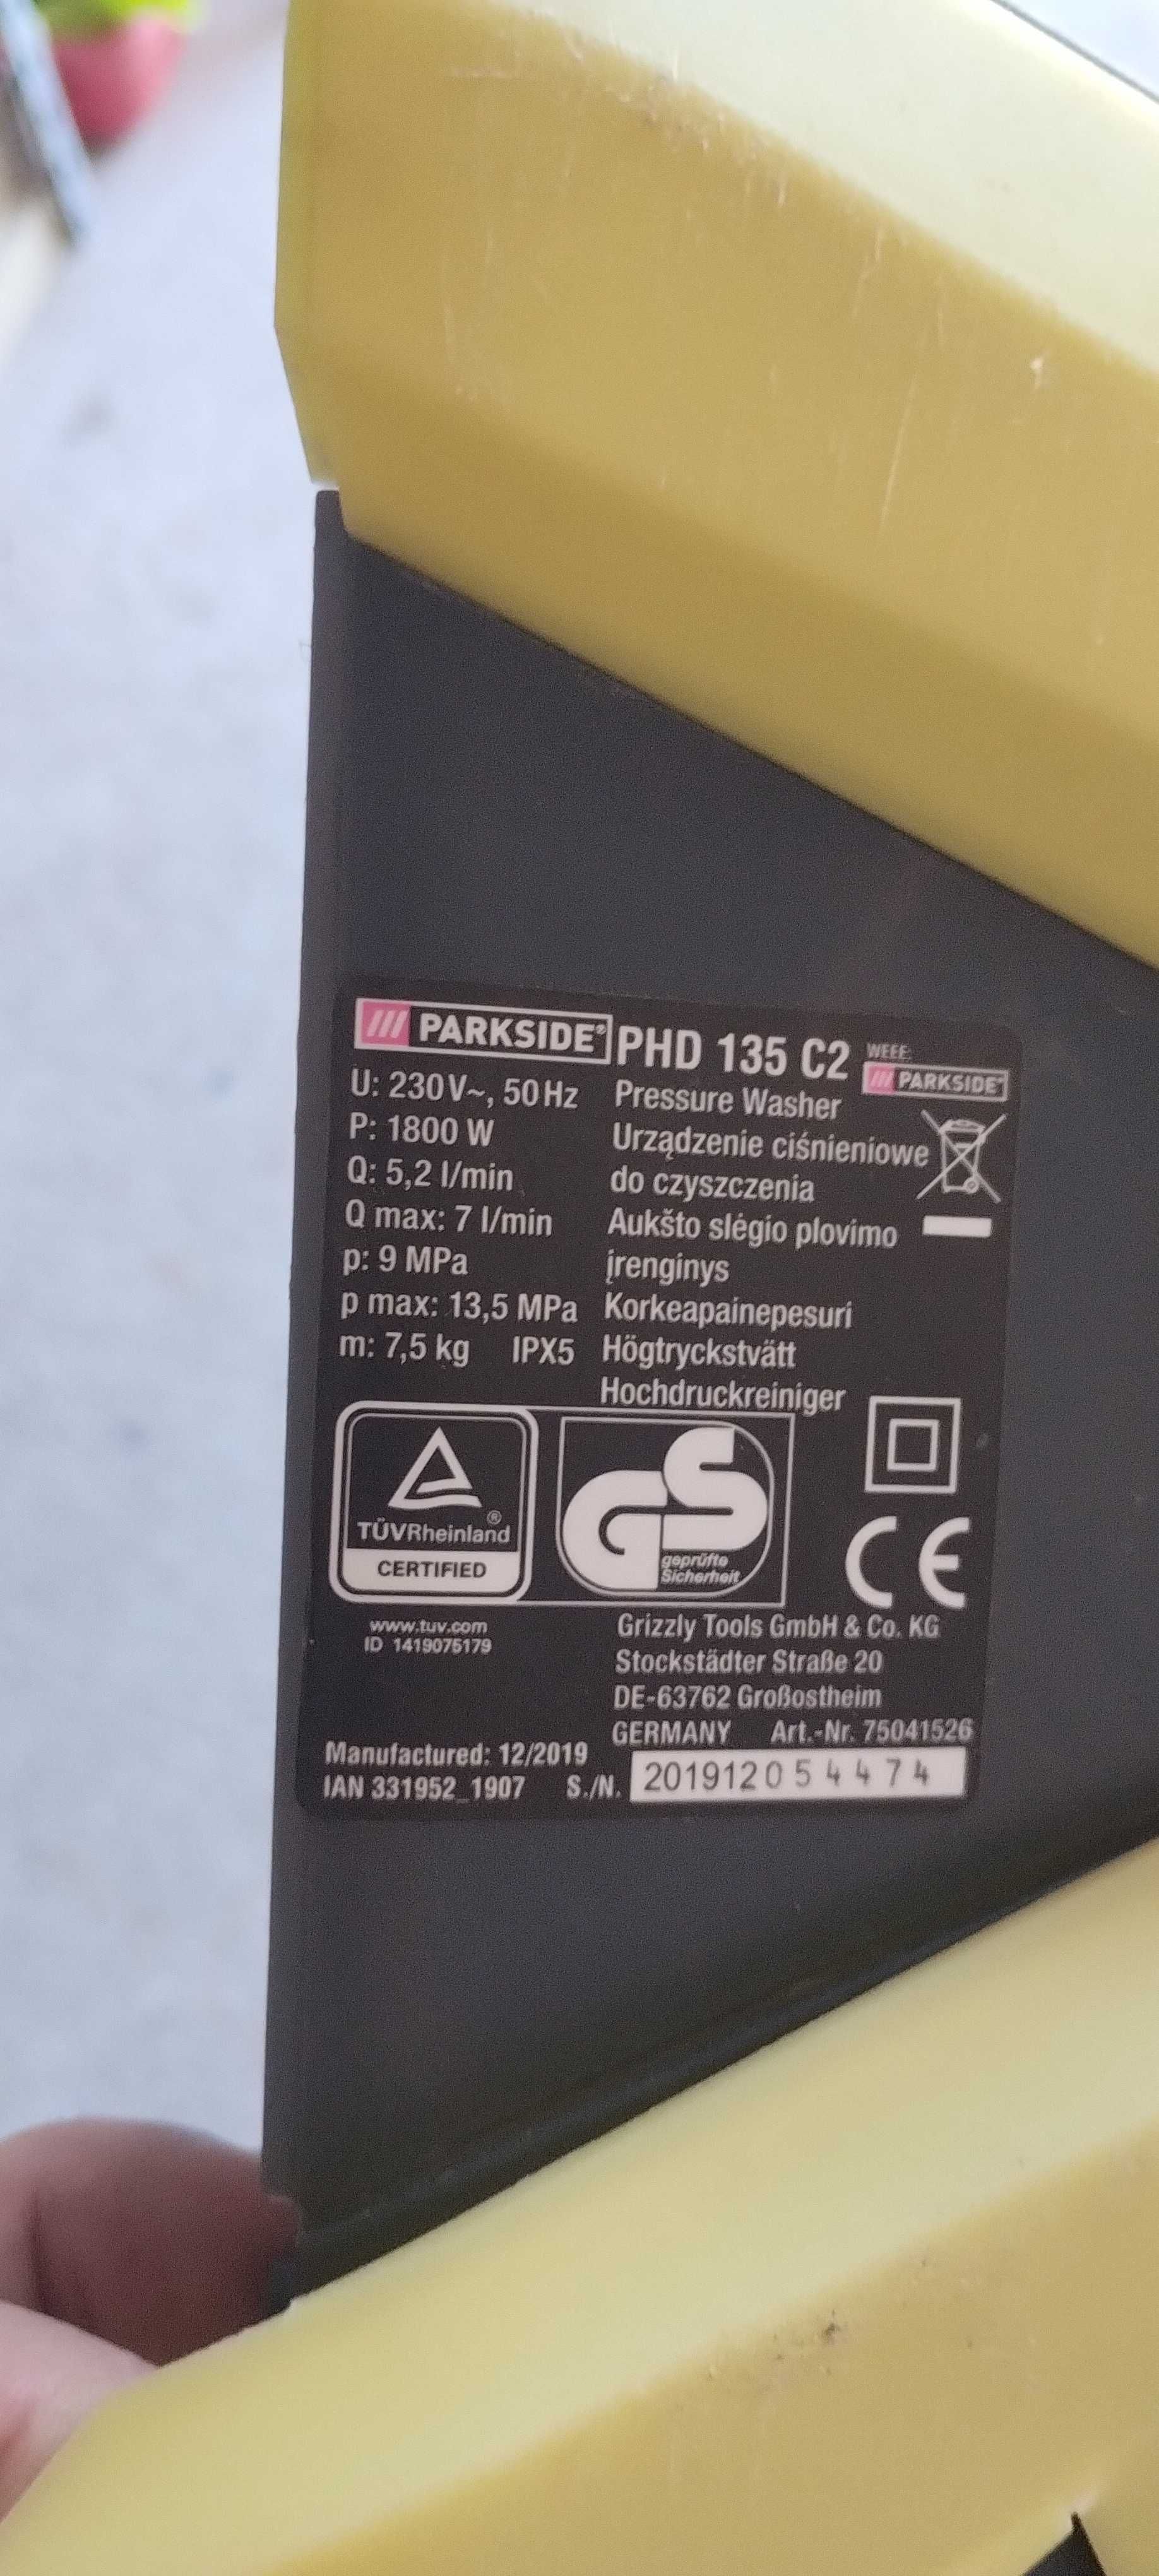 PARKSIDE® PHD 135 C2 WEEE:
PARKSIDE®
U: 230V~, 50Hz
P: 1800 W
Q: 5,2 l/min
Q max: 7 l/min
p: 9 MPa
p max: 13,5 MPa
m: 7,5 kg IPX5
Pressure Washer
Urządzenie ciśnieniowe
do czyszczenia
Aukšto slėgio plovimo
įrenginys
Korkeapainepesuri
Högtryckstvätt
Hochdruckreiniger
TÜVRheinland®
CERTIFIED
GS
geprüfte
Sicherheit
CE
www.tuv.com
ID 1419075179
Grizzly Tools GmbH & Co. KG
Stockstädter Straße 20
DE-63762 Großostheim
GERMANY Art.-Nr. 75041526
Manufactured: 12/2019
IAN 331952_1907 S./N. 201912054474